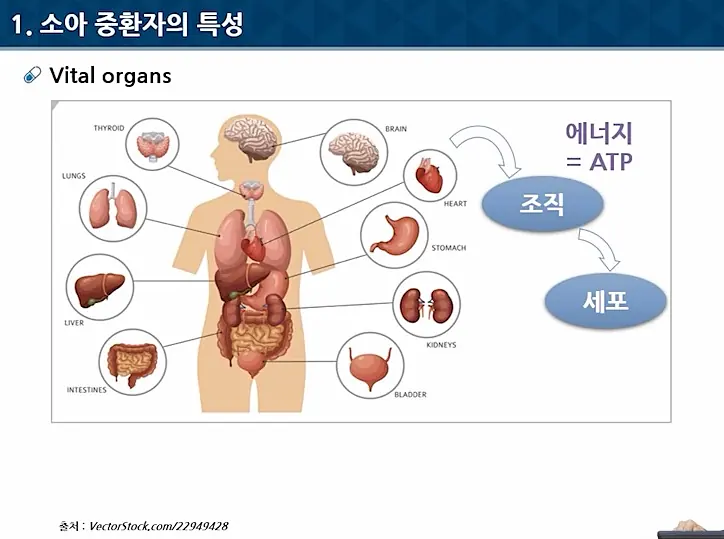 1. 소아 중환자의 특성
Vital organs
THYROID
BRAIN
에너지
= ATP
LUNGS
HEART
조직
STOMACH
세포
LIVER
KIDNEYS
INTESTINES
BLADDER
출처 : VectorStock.com/22949428